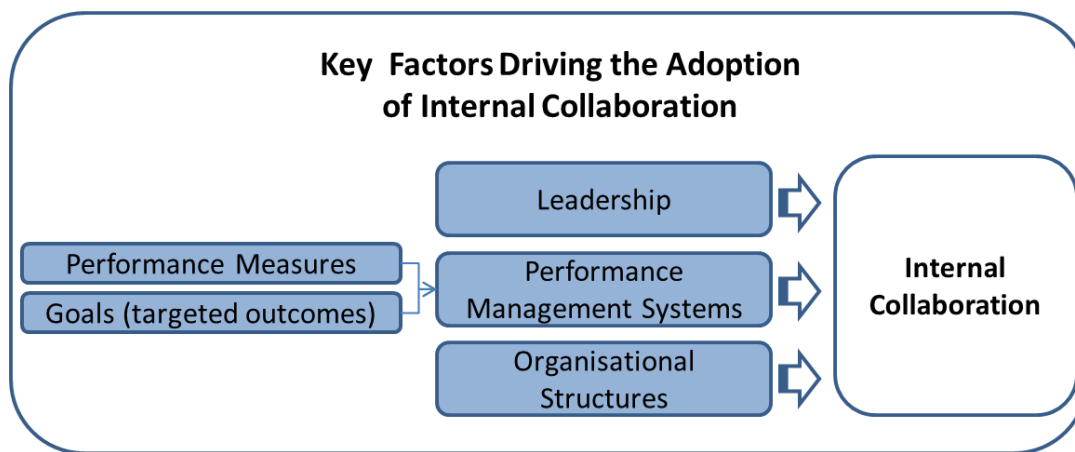 Key Factors Driving the Adoption
of Internal Collaboration
Leadership
Performance Measures
Goals (targeted outcomes)
Performance
Management Systems
Organisational
Structures
Internal
Collaboration